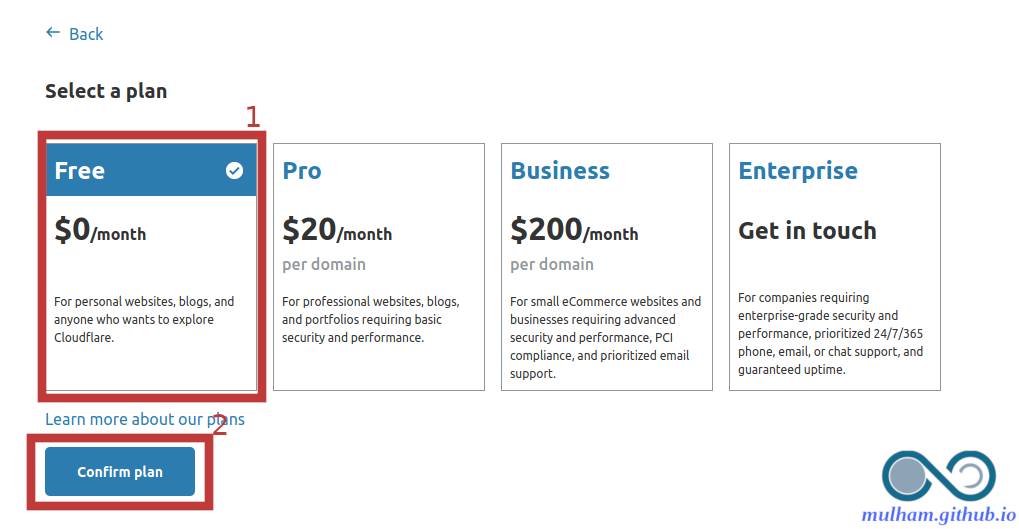 Back
Select a plan
1
Free
$0/month
For personal websites, blogs, and
anyone who wants to explore
Cloudflare.
Pro
$20/month
per domain
For professional websites, blogs,
and portfolios requiring basic
security and performance.
Business
$200/month
per domain
For small eCommerce websites and
businesses requiring advanced
security and performance, PCI
compliance, and prioritized email
support.
Enterprise
Get in touch
For companies requiring
enterprise-grade security and
performance, prioritized 24/7/365
phone, email, or chat support, and
guaranteed uptime.
Learn more about our plans
2
Confirm plan
mulham.github.io